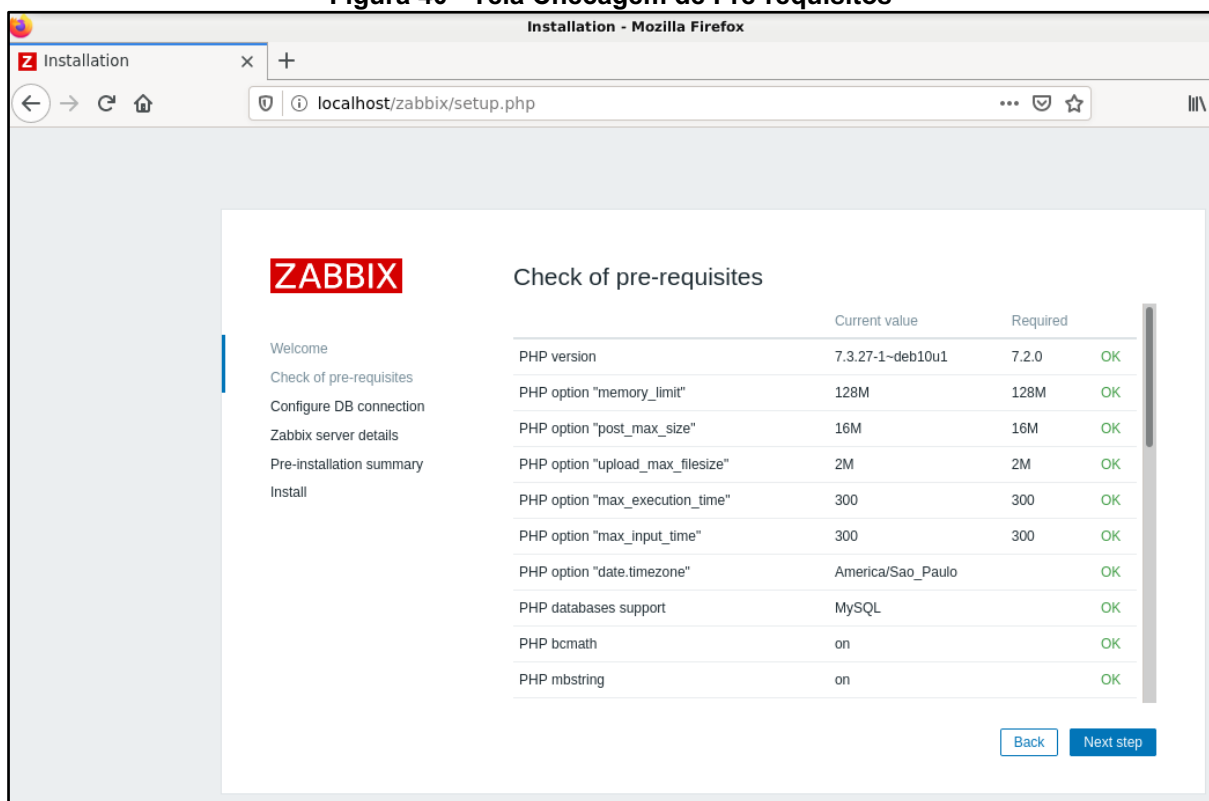 Installation - Mozilla Firefox
Z Installation
localhost/zabbix/setup.php
ZABBIX
Welcome
Check of pre-requisites
Configure DB connection
Zabbix server details
Pre-installation summary
Install
Check of pre-requisites
Current value Required
PHP version 7.3.27-1~deb10u1 7.2.0 OK
PHP option "memory_limit" 128M 128M OK
PHP option "post_max_size" 16M 16M OK
PHP option "upload_max_filesize" 2M 2M OK
PHP option "max_execution_time" 300 300 OK
PHP option "max_input_time" 300 300 OK
PHP option "date.timezone" America/Sao_Paulo OK
PHP databases support MySQL OK
PHP bcmath on OK
PHP mbstring on OK
Back Next step